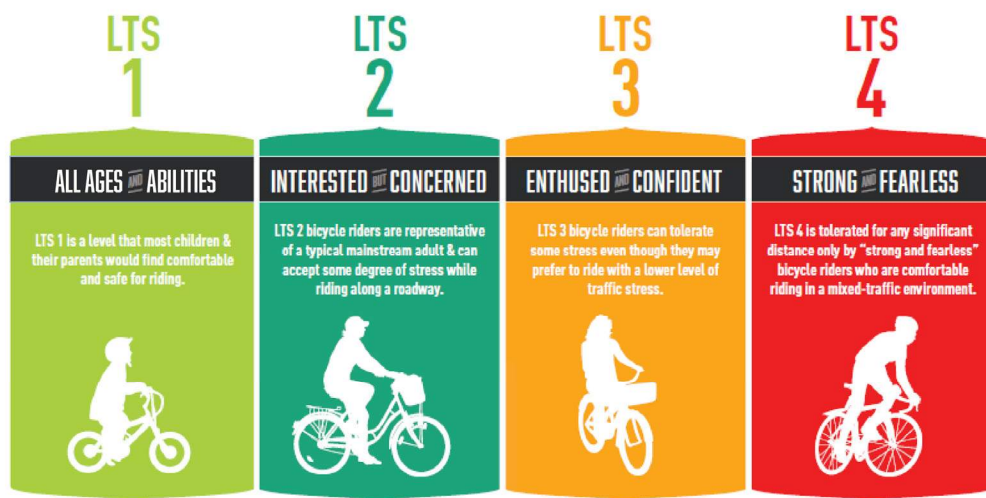 LTS
1
ALL AGES AND ABILITIES
LTS 1 is a level that most children &
their parents would find comfortable
and safe for riding.
LTS
2
INTERESTED BUT CONCERNED
LTS 2 bicycle riders are representative
of a typical mainstream adult & can
accept some degree of stress while
riding along a roadway.
LTS
3
ENTHUSED AND CONFIDENT
LTS 3 bicycle riders can tolerate
some stress even though they may
prefer to ride with a lower level of
traffic stress.
LTS
4
STRONG AND FEARLESS
LTS 4 is tolerated for any significant
distance only by “strong and fearless”
bicycle riders who are comfortable
riding in a mixed-traffic environment.